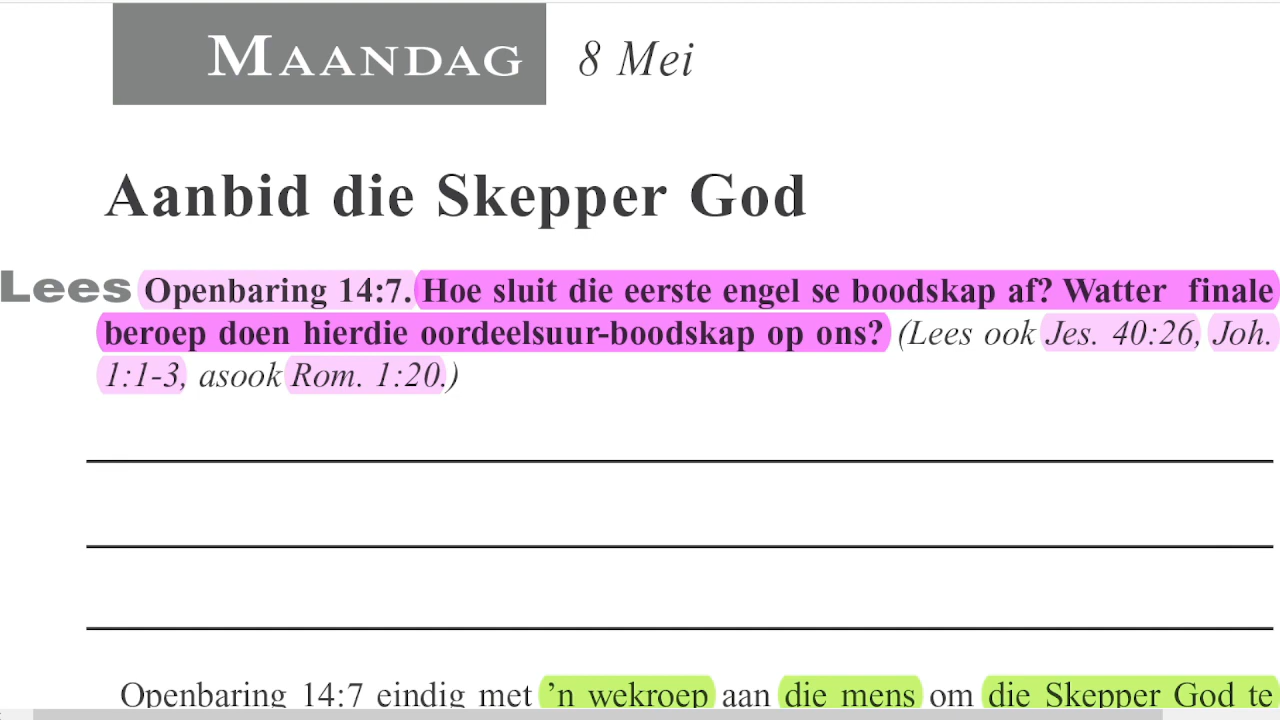 MAANDAG 8 Mei
Aanbid die Skepper God
Lees Openbaring 14:7. Hoe sluit die eerste engel se boodskap af? Watter finale
beroep doen hierdie oordeelsuur-boodskap op ons? (Lees ook Jes. 40:26, Joh.
1:1-3, asook Rom. 1:20.)
Openbaring 14:7 eindig met ’n wekroep aan die mens om die Skepper God te